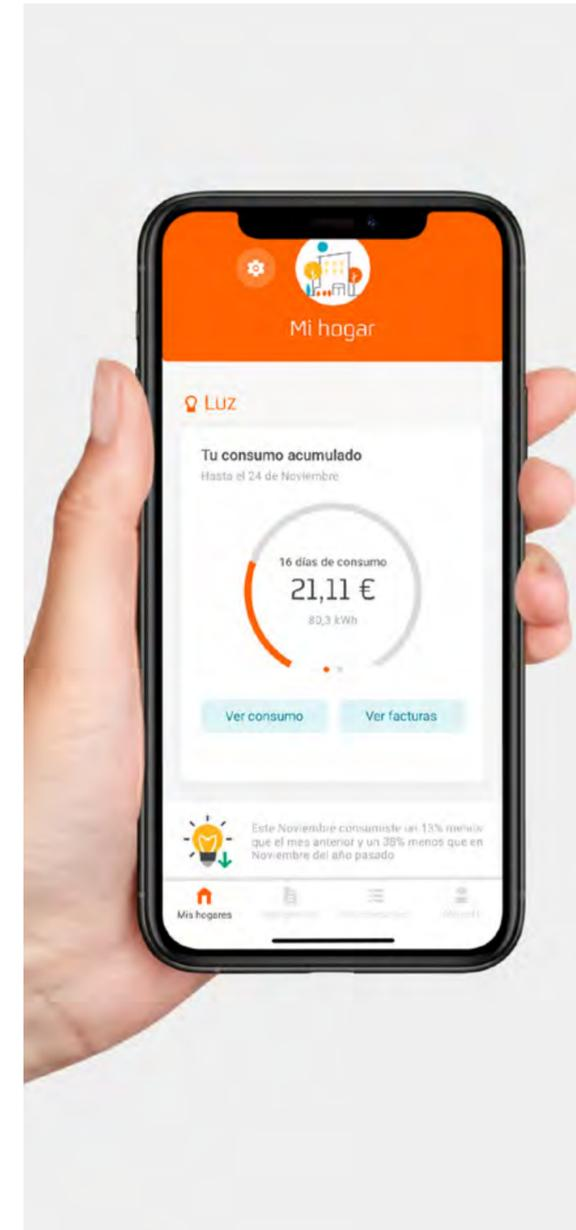 Mi hogar
Luz
Tu consumo acumulado
Hasta el 24 de Noviembre
16 días de consumo
21,11 €
80,3 kWh
Ver consumo
Ver facturas
Este Noviembre consumiste un 13% menos
que el mes anterior y un 38% menos que en
Noviembre del año pasado
Mis hogares